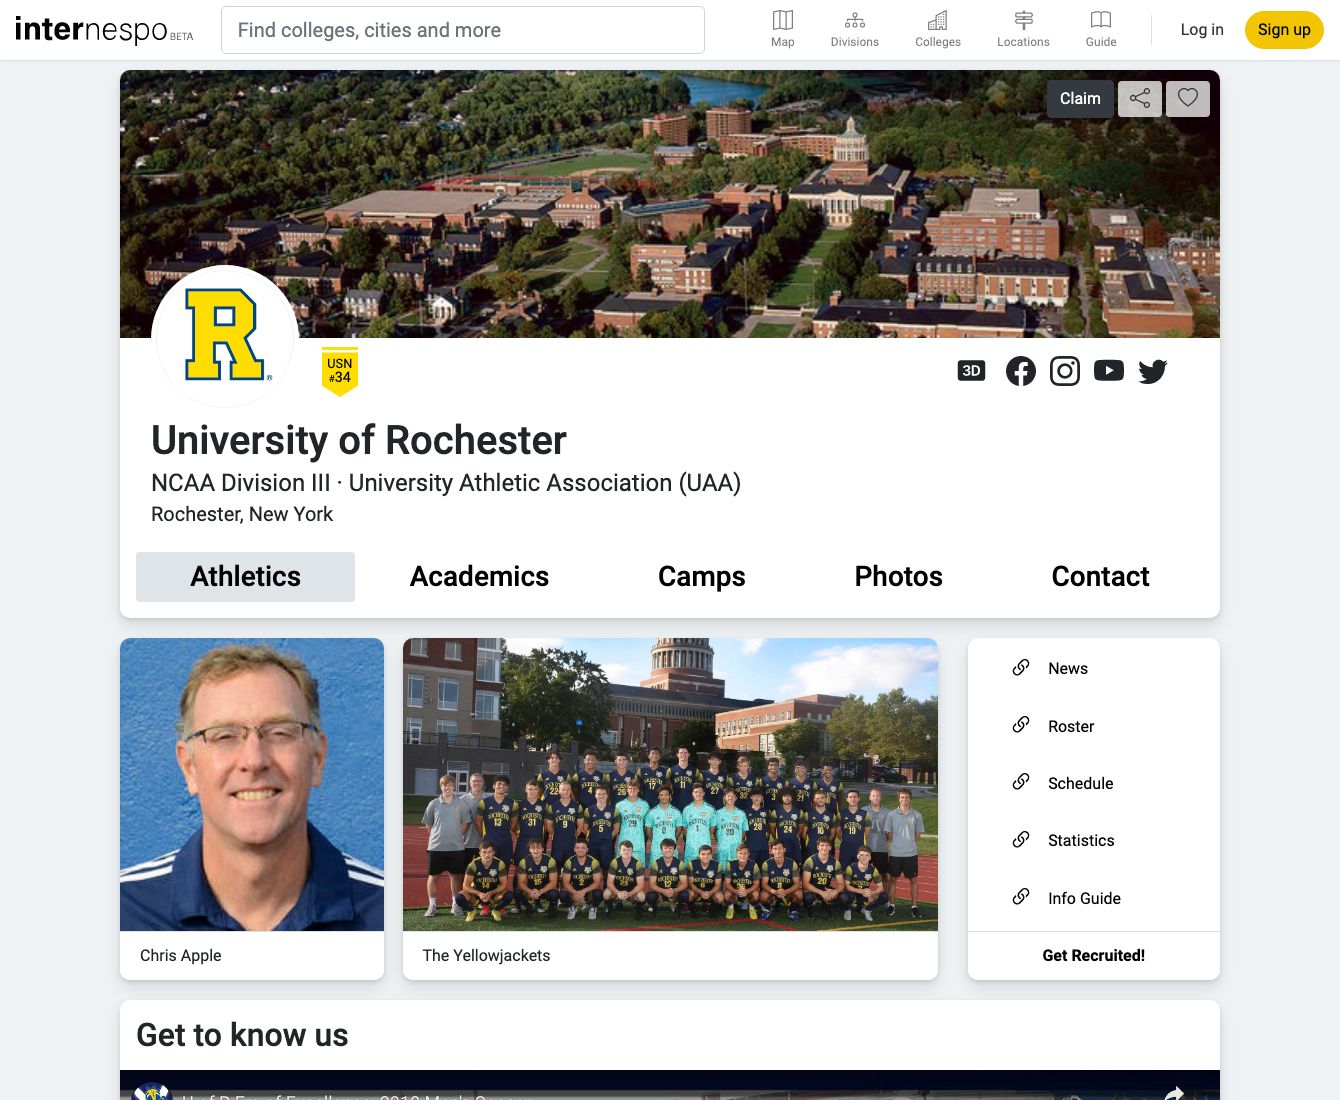 internespo BETA
Find colleges, cities and more
Map
Divisions
Colleges
Locations
Guide
Log in
Sign up
Claim
R
USN
#34
3D
University of Rochester
NCAA Division III · University Athletic Association (UAA)
Rochester, New York
Athletics
Academics
Camps
Photos
Contact
Chris Apple
The Yellowjackets
News
Roster
Schedule
Statistics
Info Guide
Get Recruited!
Get to know us